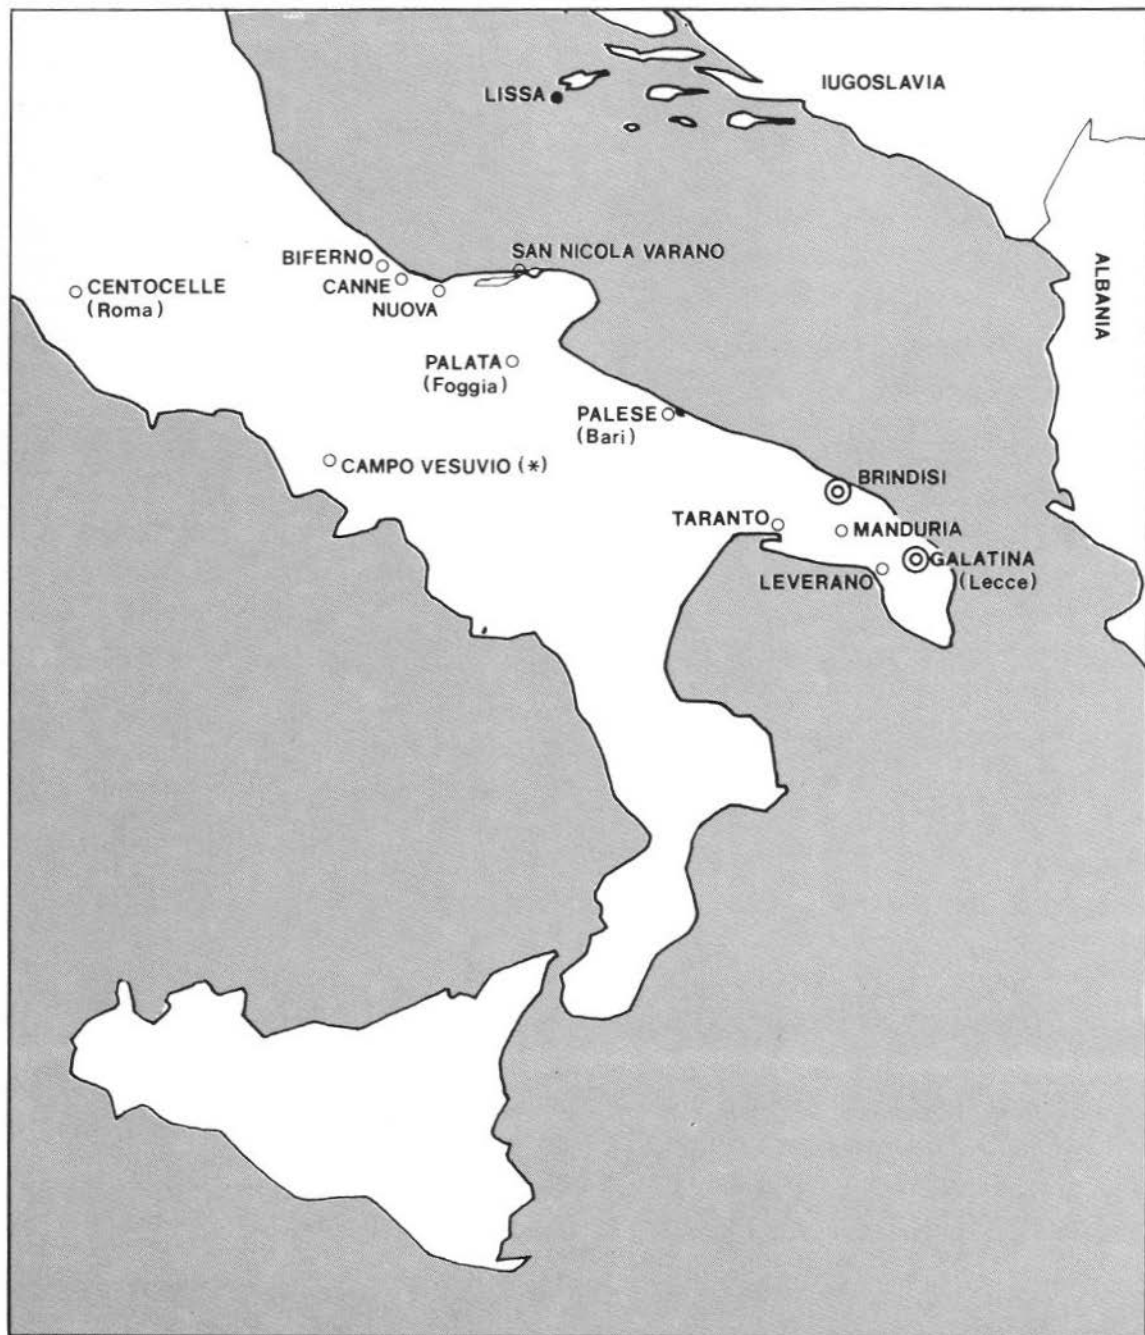 LISSA
IUGOSLAVIA
ALBANIA
SAN NICOLA VARANO
BIFERNO
CANNE
NUOVA
CENTOCELLE
(Roma)
PALATA
(Foggia)
PALESE
(Bari)
CAMPO VESUVIO (*)
BRINDISI
TARANTO
MANDURIA
GALATINA
(Lecce)
LEVERANO